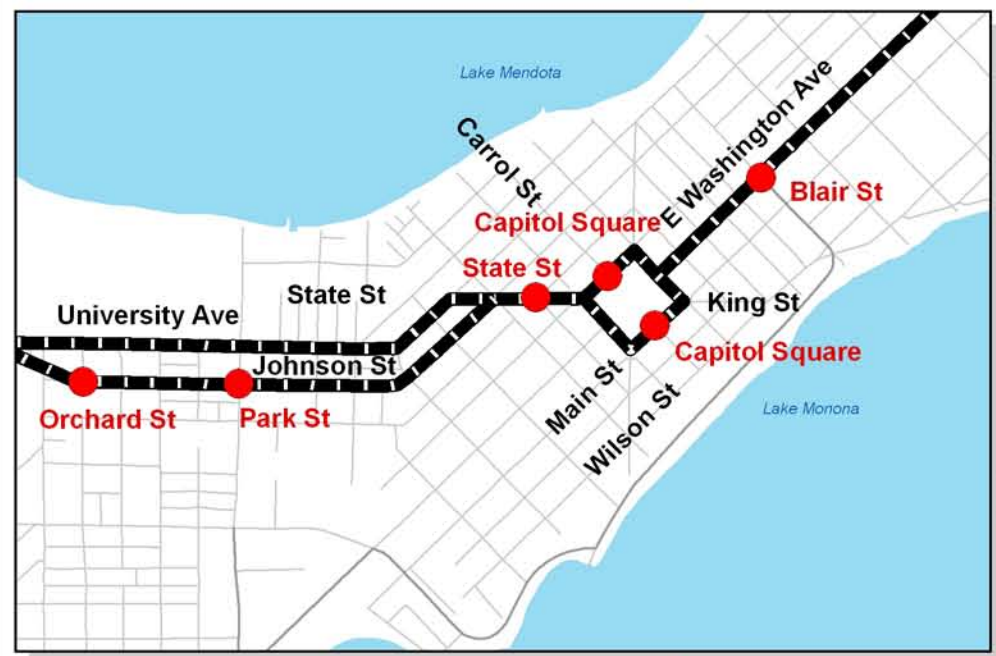 Lake Mendota
Carrol St
E Washington Ave
Blair St
Capitol Square
State St
State St
King St
University Ave
Johnson St
Capitol Square
Orchard St
Park St
Main St
Wilson St
Lake Monona